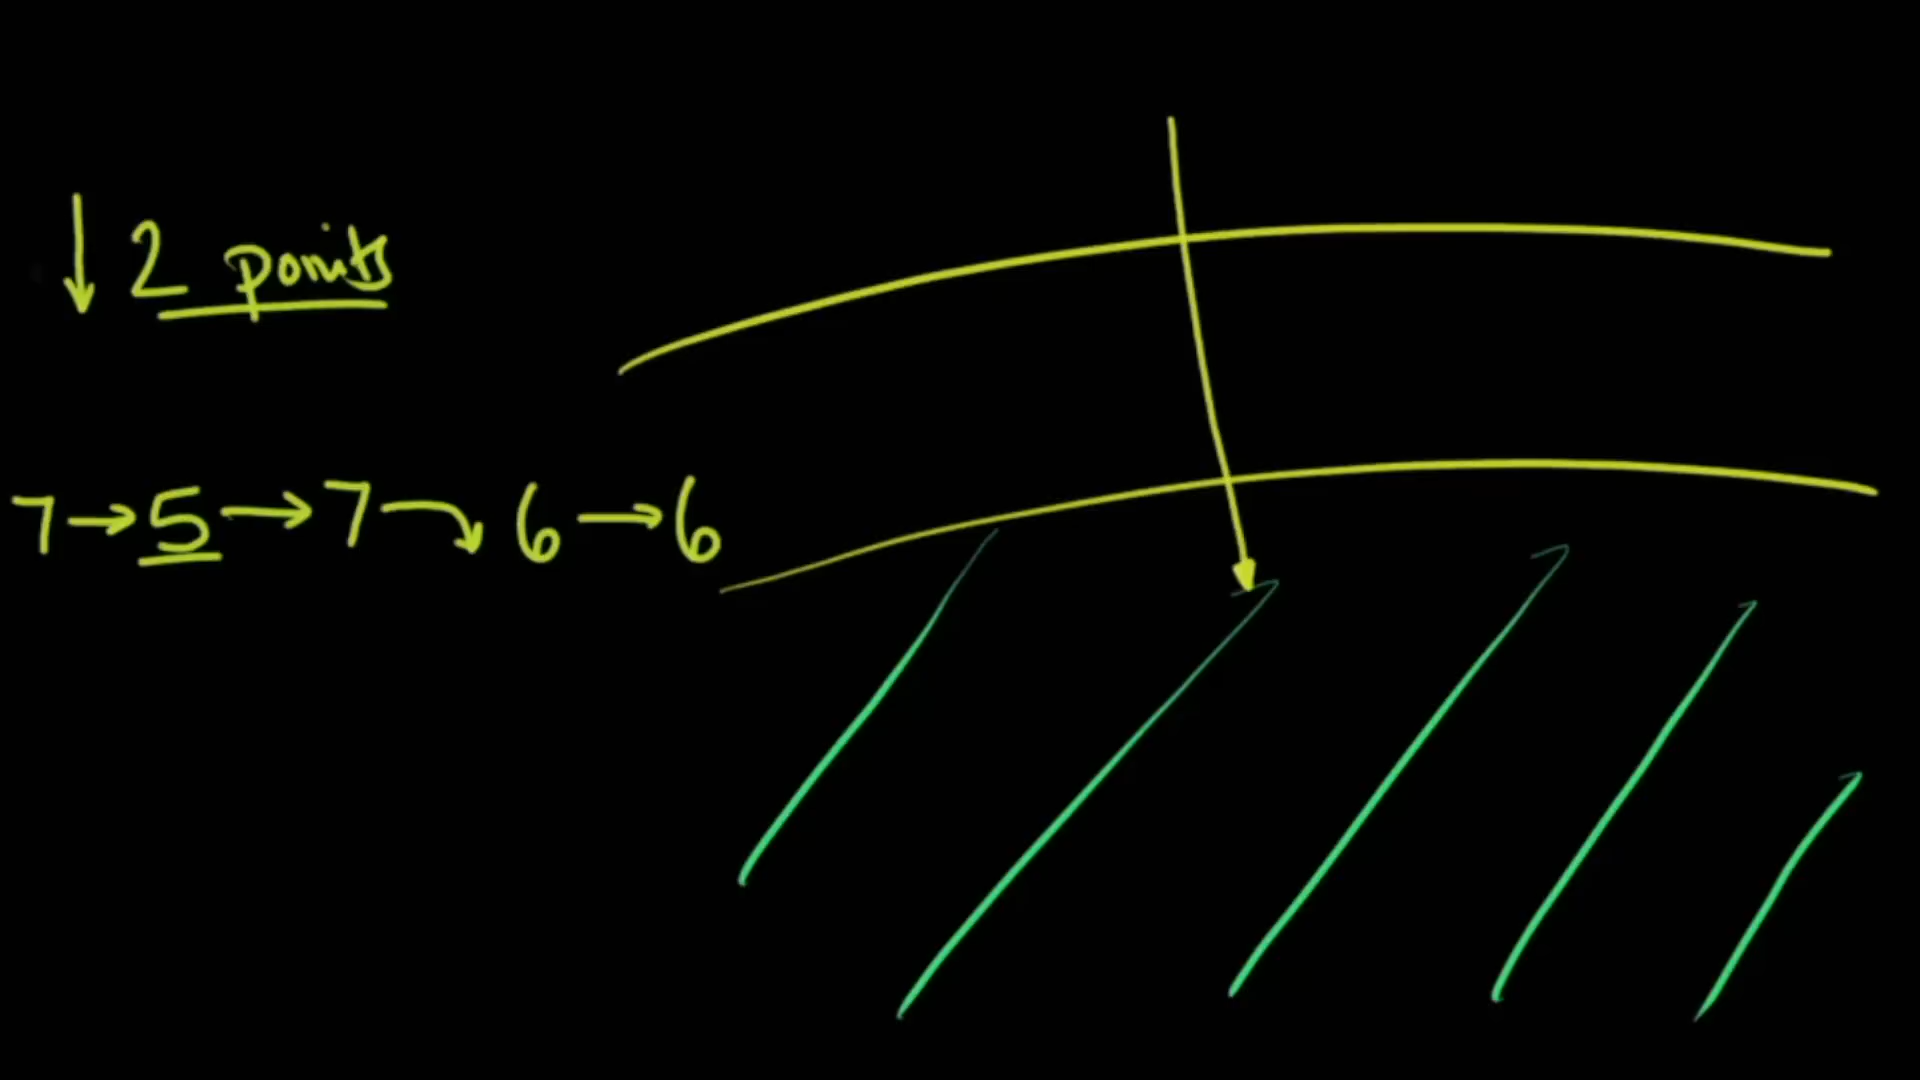 ↓ 2 points
7 → 5 → 7 → 6 → 6